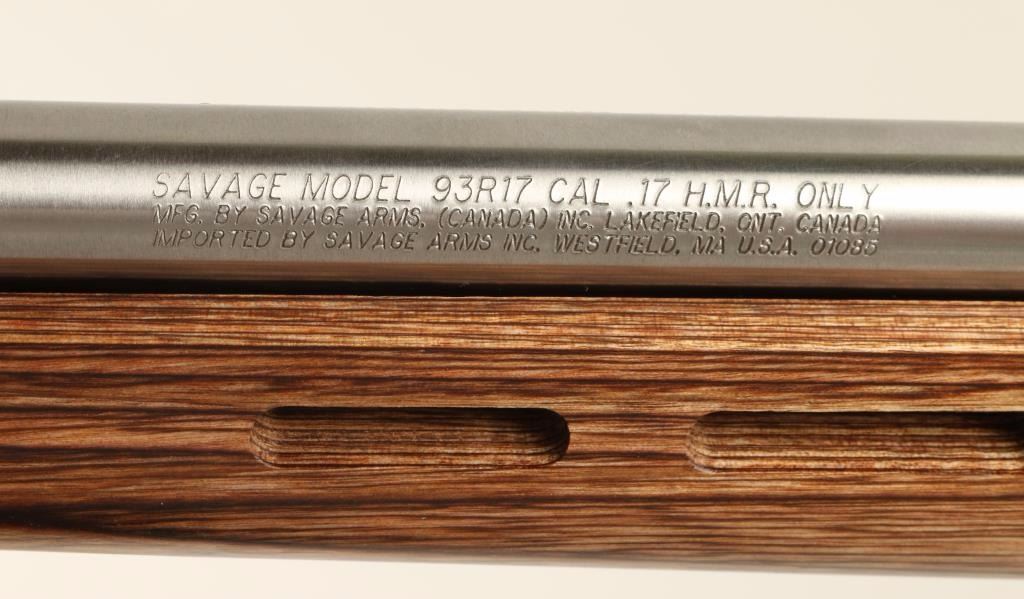 SAVAGE MODEL 93R17 CAL .17 H.M.R. ONLY
MFG. BY SAVAGE ARMS. (CANADA) INC. LAKEFIELD, ONT. CANADA
IMPORTED BY SAVAGE ARMS INC. WESTFIELD, MA U.S.A. 01085